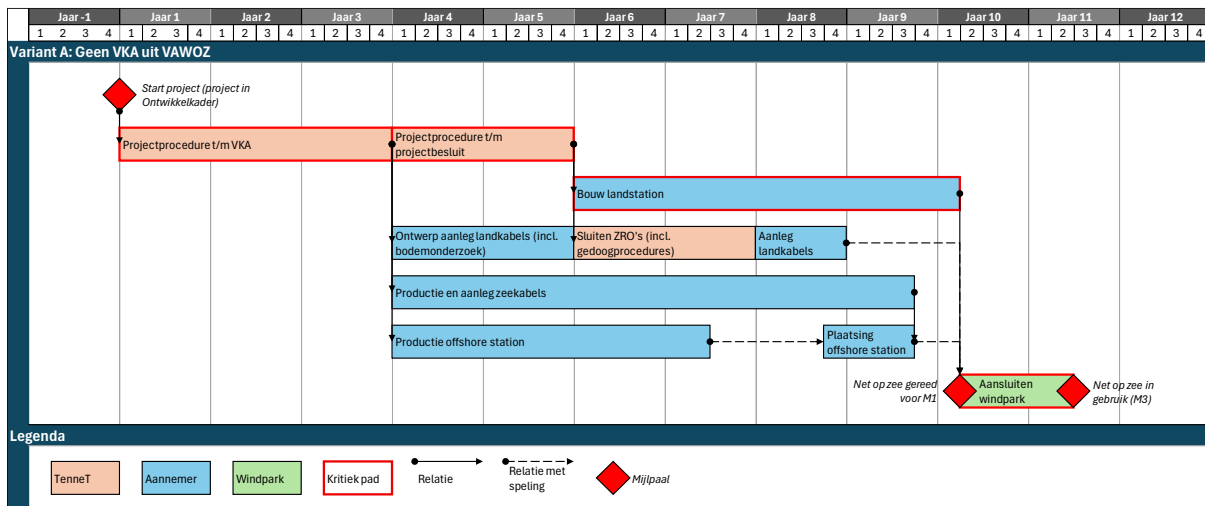 Jaar -1 Jaar 1 Jaar 2 Jaar 3 Jaar 4 Jaar 5 Jaar 6 Jaar 7 Jaar 8 Jaar 9 Jaar 10 Jaar 11 Jaar 12
1 2 3 4 1 2 3 4 1 2 3 4 1 2 3 4 1 2 3 4 1 2 3 4 1 2 3 4 1 2 3 4 1 2 3 4 1 2 3 4 1 2 3 4 1 2 3 4 1 2 3 4
Variant A: Geen VKA uit VAWOZ
Start project (project in
Ontwikkelkader)
Projectprocedure t/m VKA
Projectprocedure t/m
projectbesluit
Bouw landstation
Ontwerp aanleg landkabels (incl.
bodemonderzoek)
Sluiten ZRO's (incl.
gedoogprocedures)
Aanleg
landkabels
Productie en aanleg zeekabels
Productie offshore station
Plaatsing
offshore station
Net op zee gereed
voor M1
Aansluiten
windpark
Net op zee in
gebruik (M3)
Legenda
TenneT
Aannemer
Windpark
Kritiek pad
Relatie
Relatie met
speling
Mijlpaal